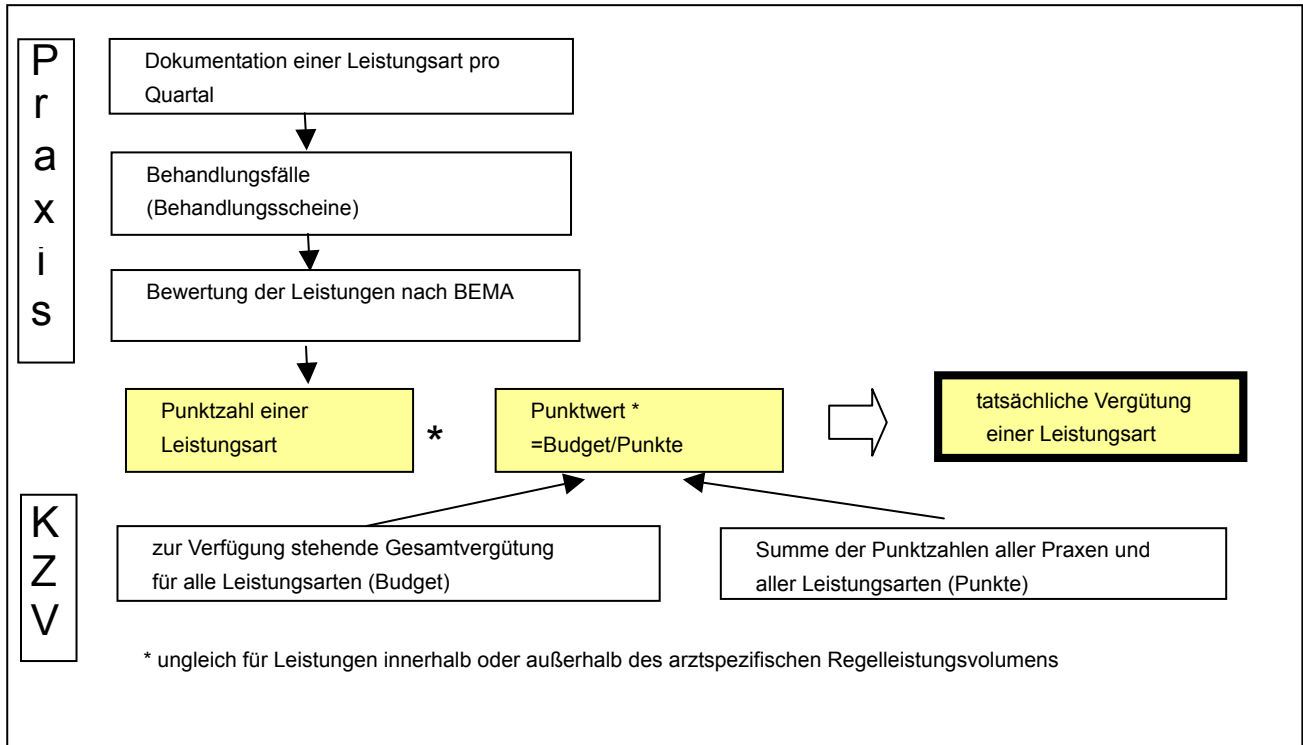 Praxis
Dokumentation einer Leistungsart pro
Quartal
Behandlungsfälle
(Behandlungsscheine)
Bewertung der Leistungen nach BEMA
Punktzahl einer
Leistungsart
*
Punktwert *
=Budget/Punkte
tatsächliche Vergütung
einer Leistungsart
KZV
zur Verfügung stehende Gesamtvergütung
für alle Leistungsarten (Budget)
Summe der Punktzahlen aller Praxen und
aller Leistungsarten (Punkte)
* ungleich für Leistungen innerhalb oder außerhalb des arztspezifischen Regelleistungsvolumens